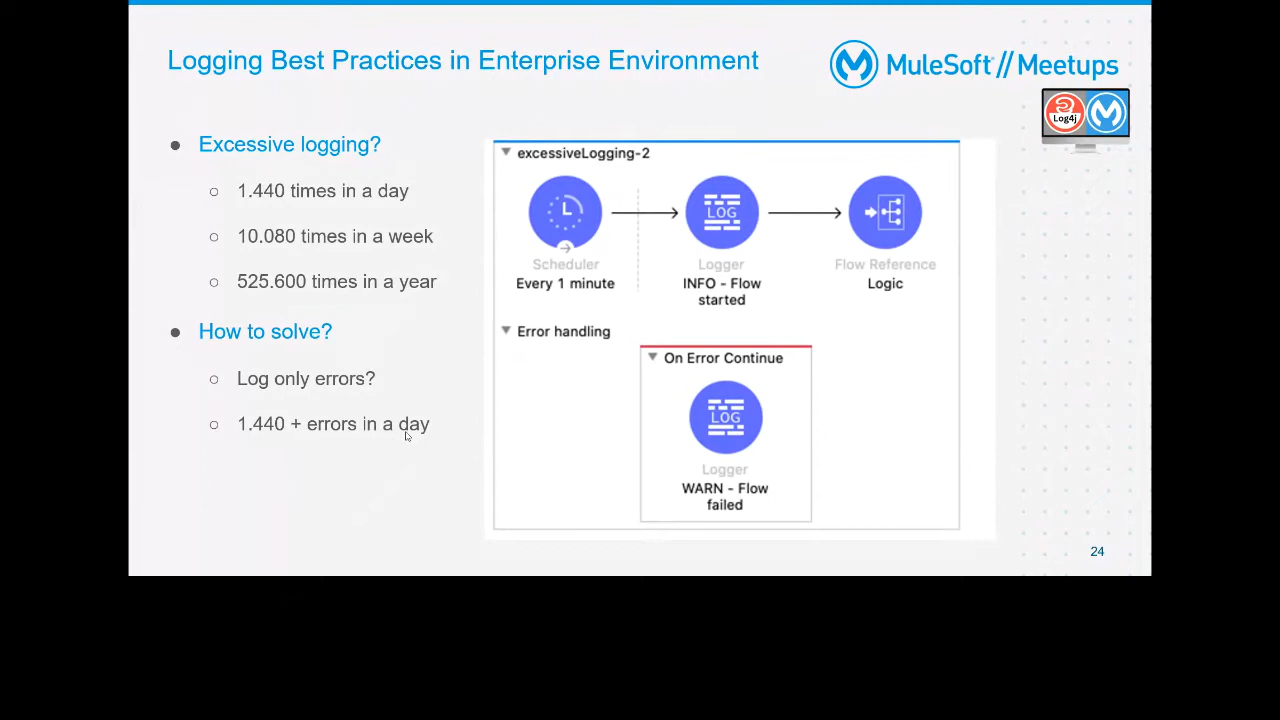 Logging Best Practices in Enterprise Environment
MuleSoft // Meetups
Log4j
Excessive logging?
1.440 times in a day
10.080 times in a week
525.600 times in a year
How to solve?
Log only errors?
1.440 + errors in a day
excessiveLogging-2
LOG
Scheduler
Logger
Flow Reference
Every 1 minute
INFO - Flow
started
Logic
Error handling
On Error Continue
LOG
Logger
WARN - Flow
failed
24